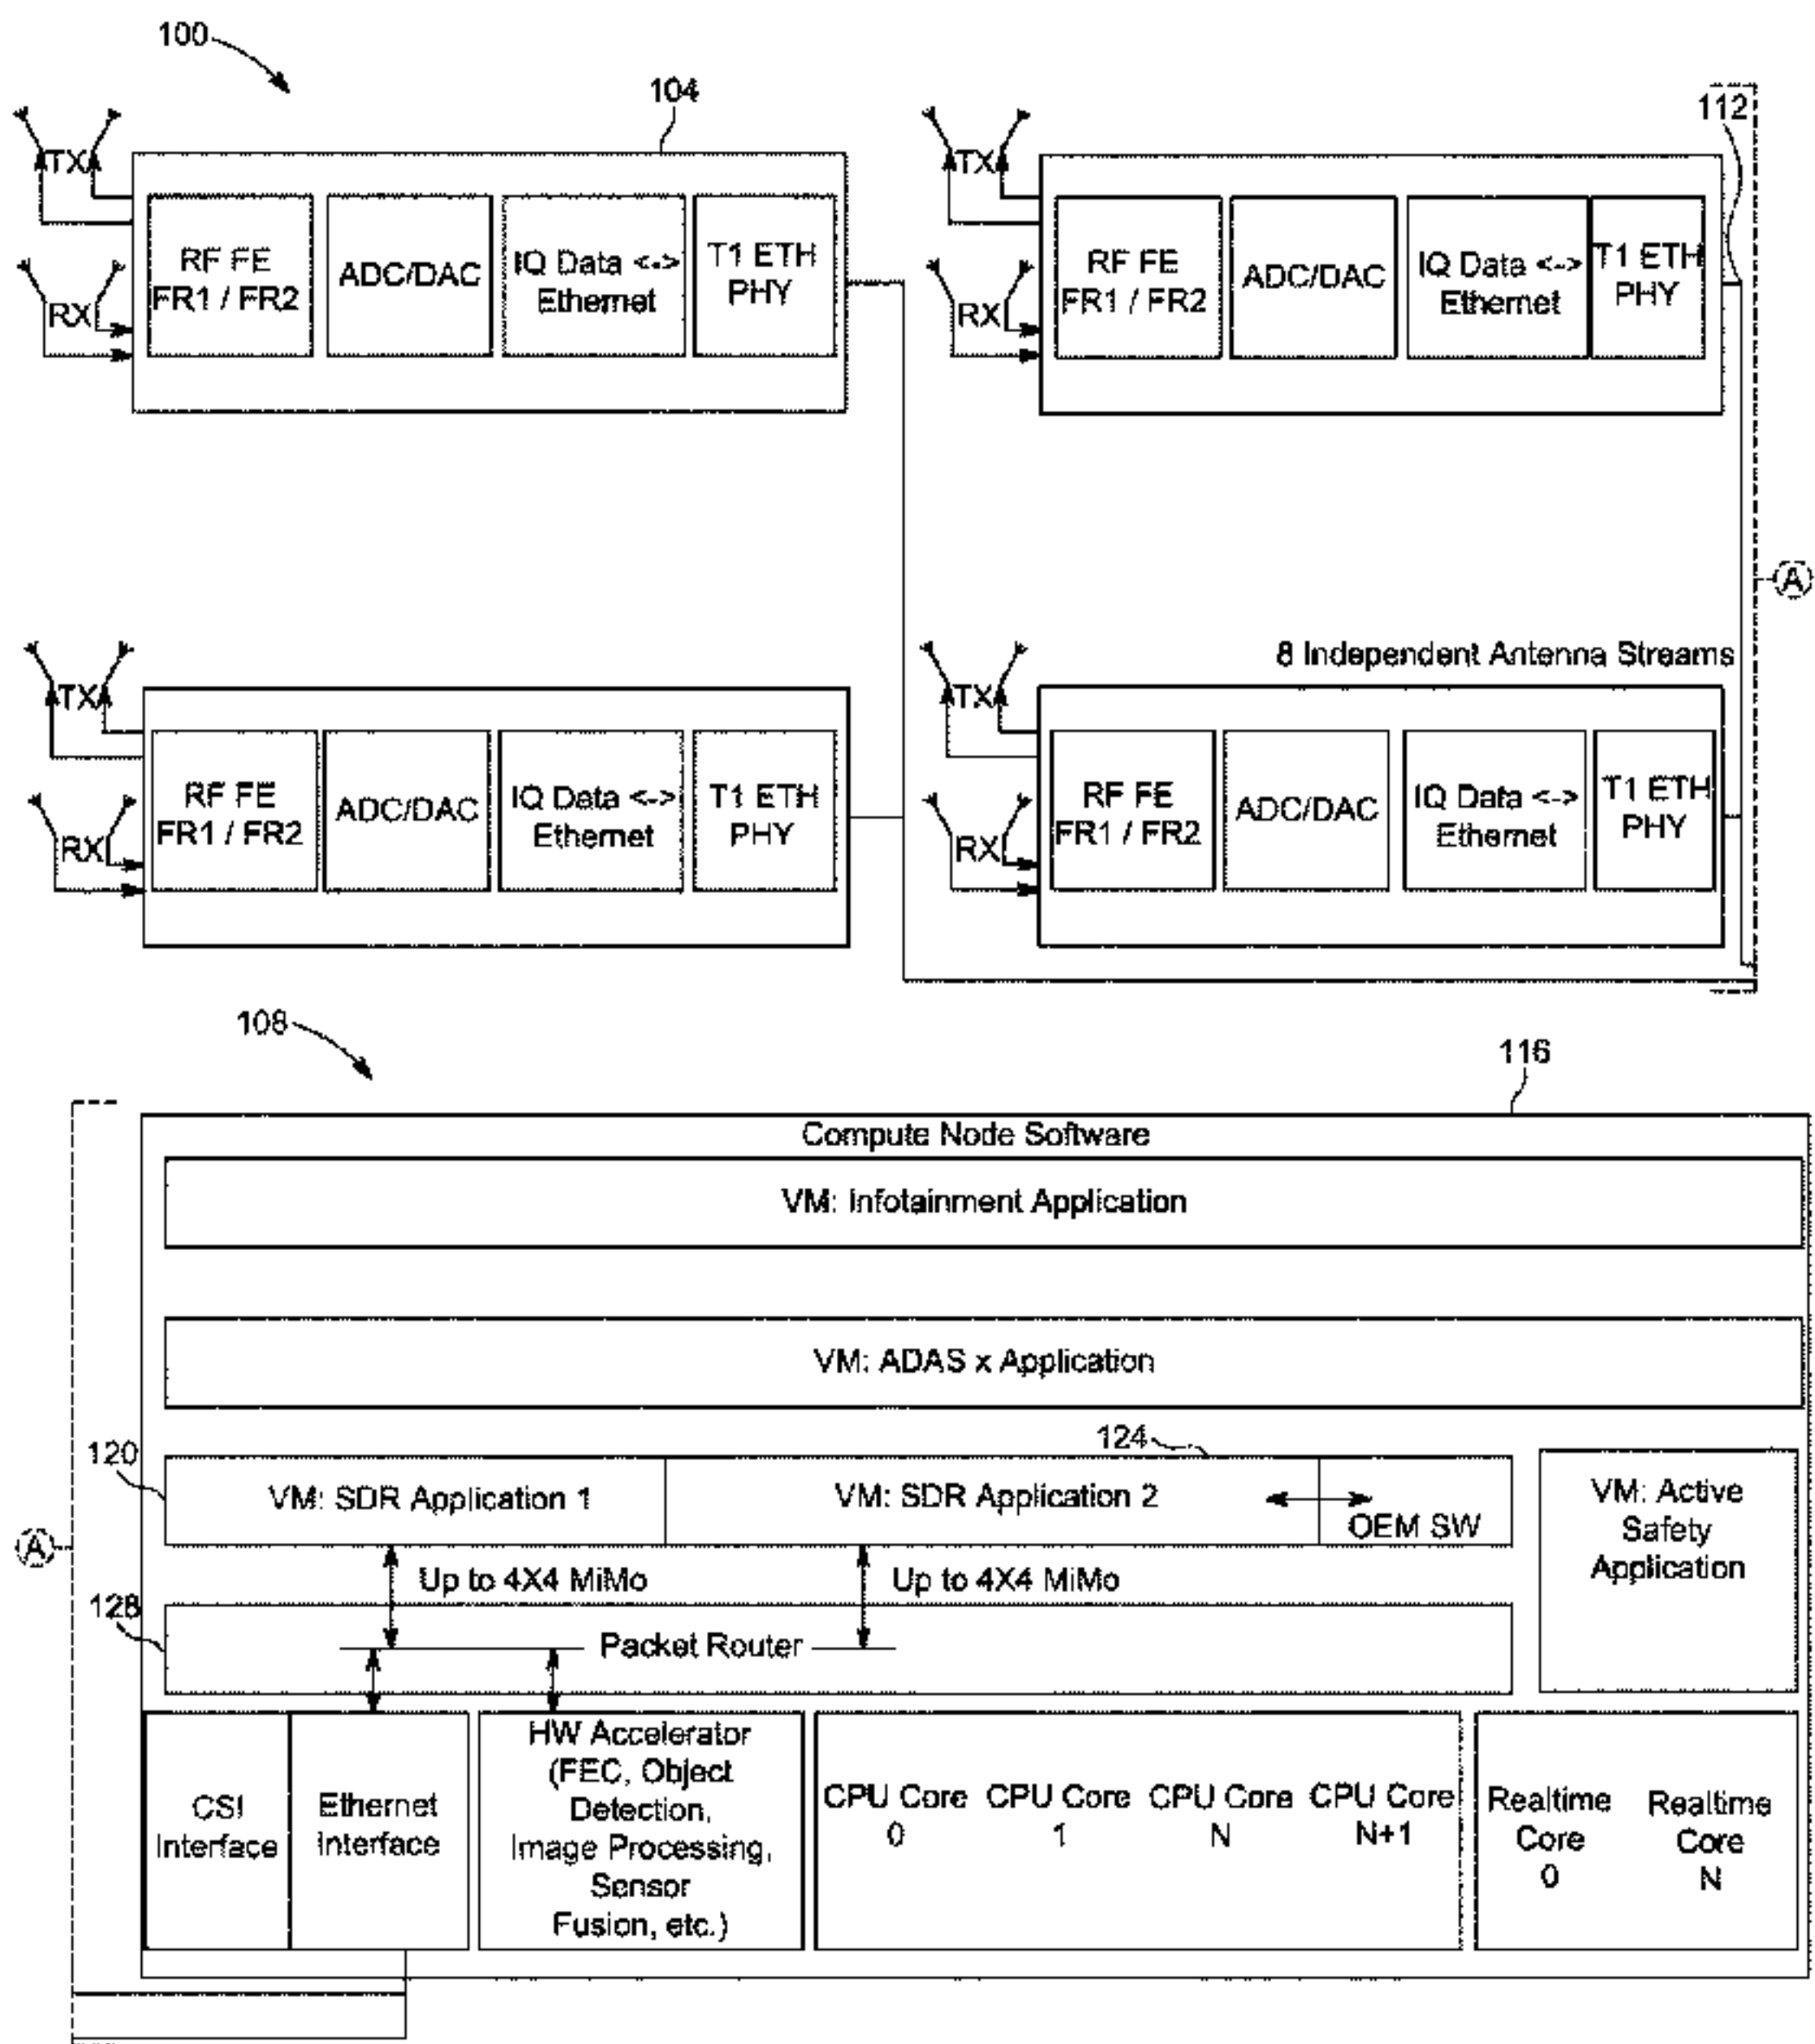 100
104
112
TX
TX
RF FE
FR1 / FR2
ADC/DAC
IQ Data <->
Ethernet
T1 ETH
PHY
RX
RF FE
FR1 / FR2
ADC/DAC
IQ Data <->
Ethernet
T1 ETH
PHY
RX
A
8 Independent Antenna Streams
TX
TX
RF FE
FR1 / FR2
ADC/DAC
IQ Data <->
Ethernet
T1 ETH
PHY
RX
RF FE
FR1 / FR2
ADC/DAC
IQ Data <->
Ethernet
T1 ETH
PHY
RX
108
116
Compute Node Software
VM: Infotainment Application
VM: ADAS x Application
120
124
VM: SDR Application 1
VM: SDR Application 2
OEM SW
VM: Active
Safety
Application
A
Up to 4X4 MiMo
Up to 4X4 MiMo
128
Packet Router
CSI
Interface
Ethernet
Interface
HW Accelerator
(FEC, Object
Detection,
Image Processing,
Sensor
Fusion, etc.)
CPU Core
0
CPU Core
1
CPU Core
N
CPU Core
N+1
Realtime
Core
0
Realtime
Core
N